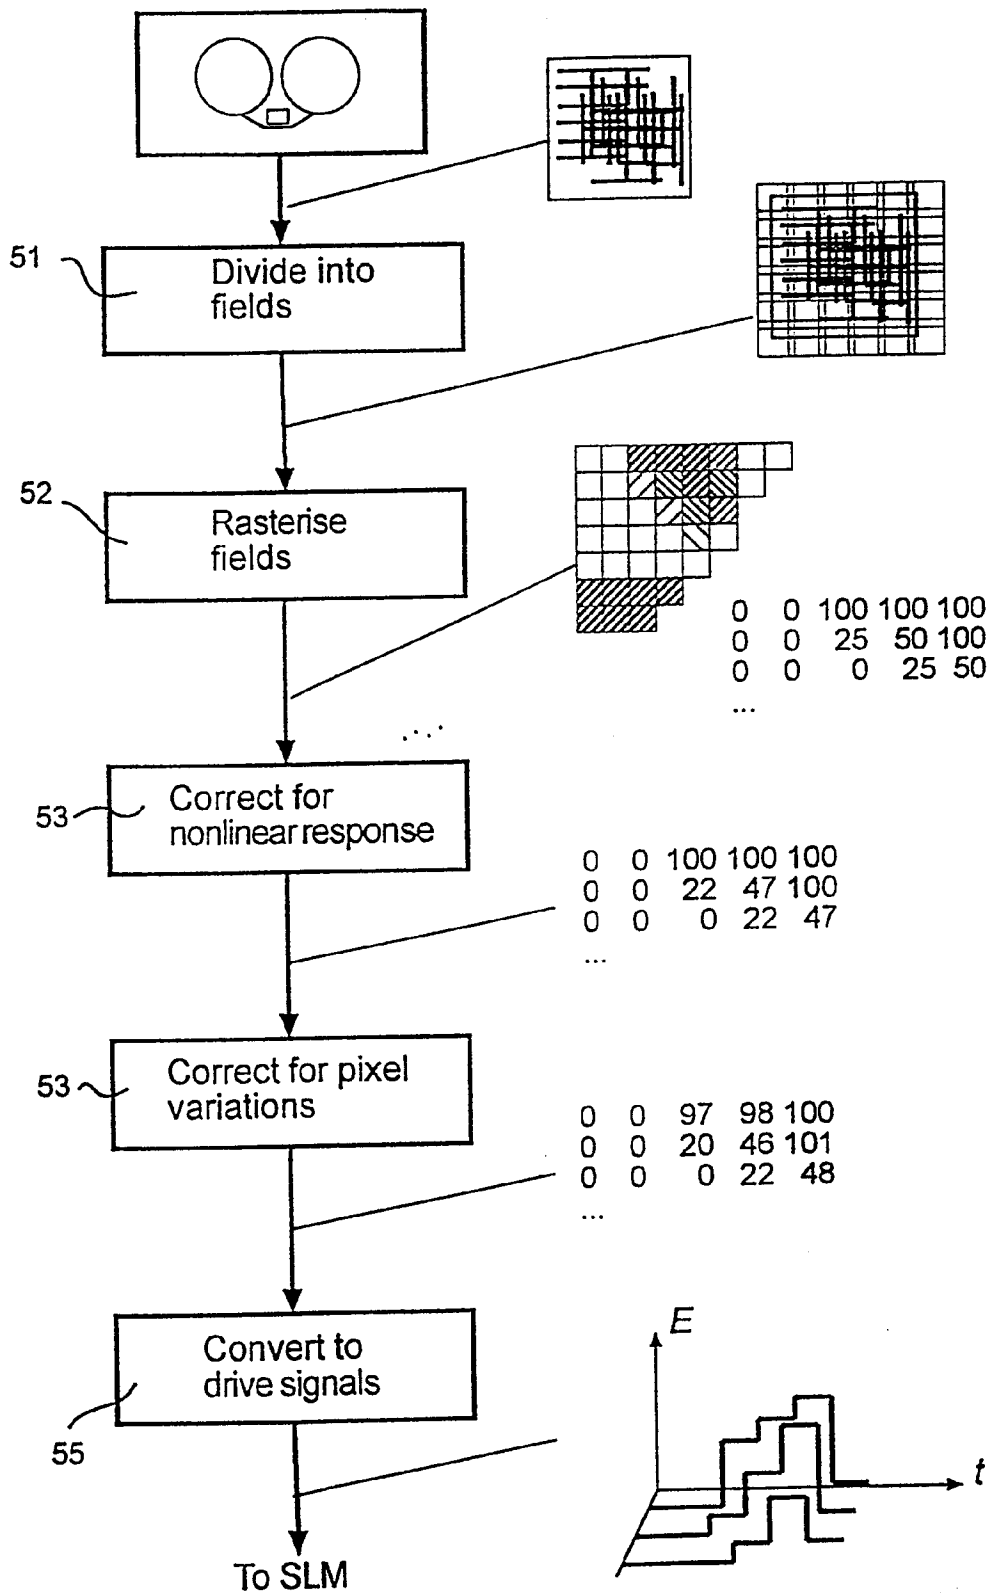 51
Divide into
fields
52
Rasterise
fields
0 0 100 100 100
0 0 25 50 100
0 0 0 25 50
...
....
53
Correct for
nonlinear response
0 0 100 100 100
0 0 22 47 100
0 0 0 22 47
...
53
Correct for pixel
variations
0 0 97 98 100
0 0 20 46 101
0 0 0 22 48
...
Convert to
drive signals
55
E
t
To SLM